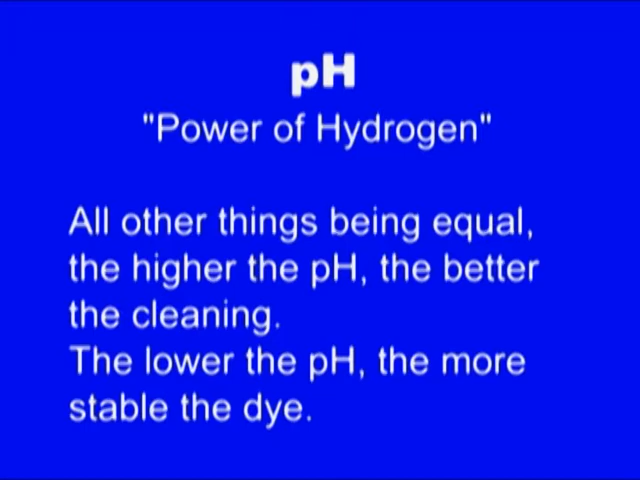 pH
"Power of Hydrogen"
All other things being equal,
the higher the pH, the better
the cleaning.
The lower the pH, the more
stable the dye.